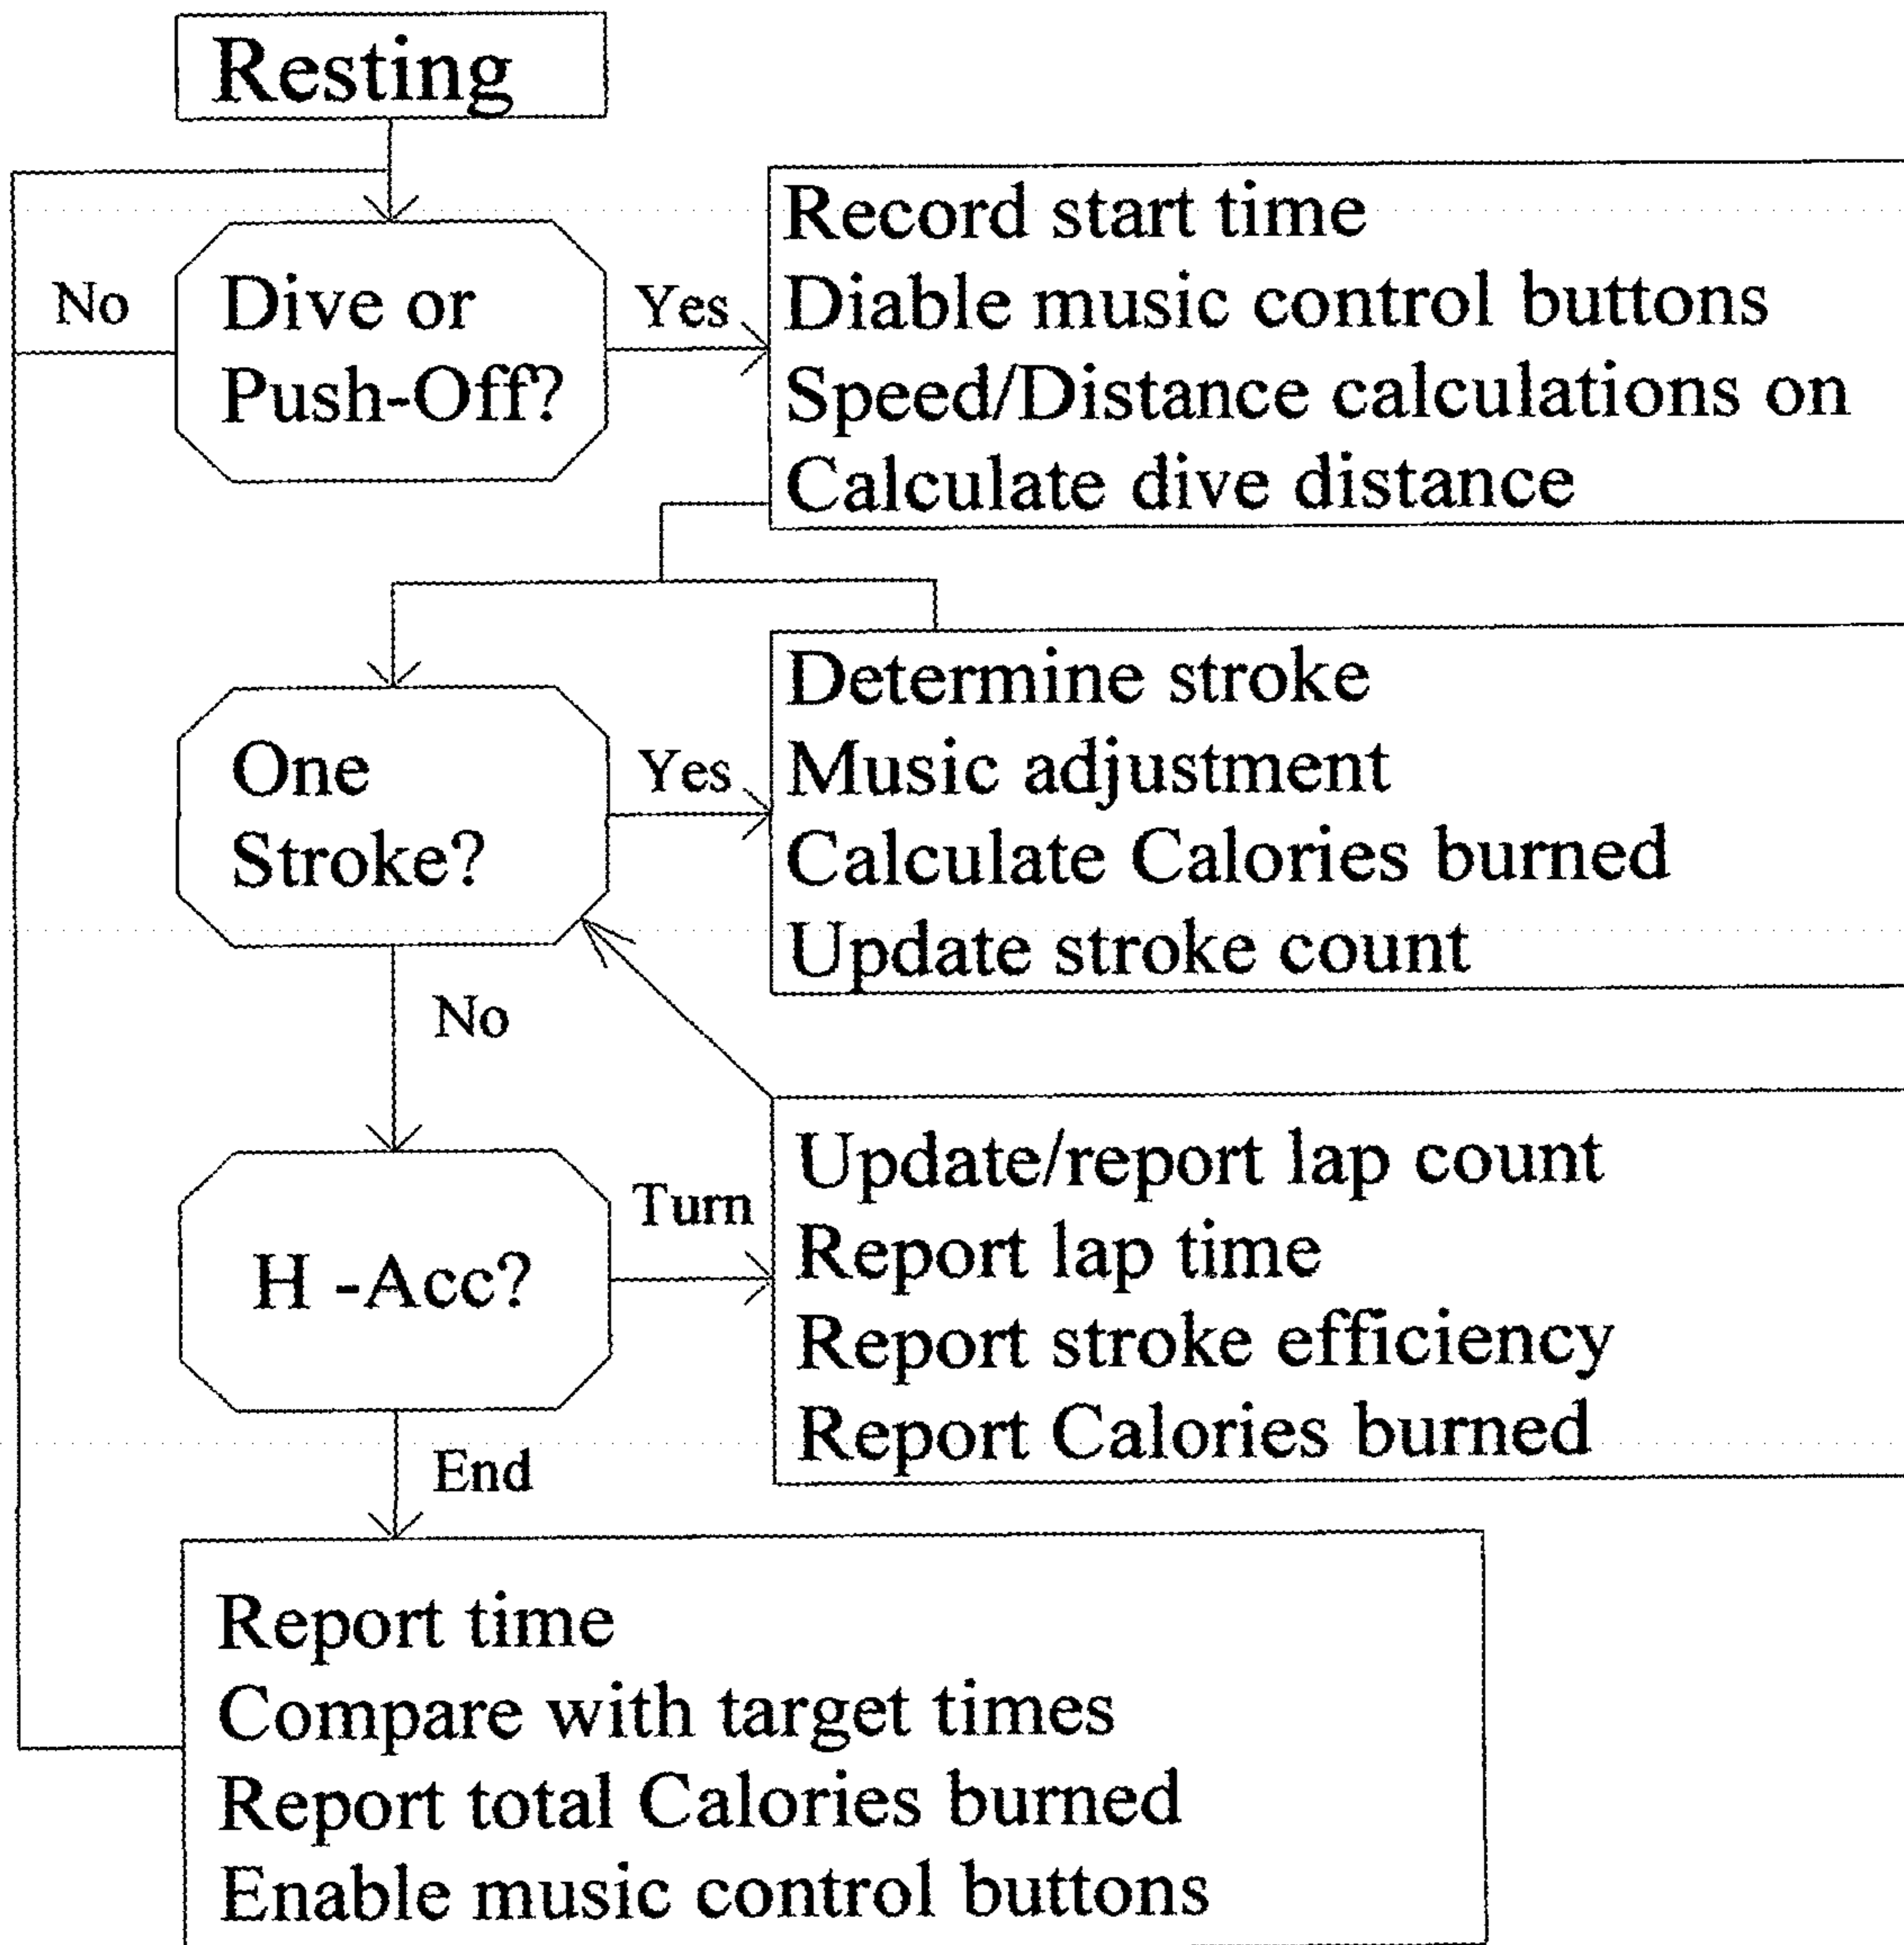 Resting
Dive or
Push-Off?
No
Yes
Record start time
Diable music control buttons
Speed/Distance calculations on
Calculate dive distance
One
Stroke?
Yes
No
Determine stroke
Music adjustment
Calculate Calories burned
Update stroke count
H -Acc?
Turn
End
Update/report lap count
Report lap time
Report stroke efficiency
Report Calories burned
Report time
Compare with target times
Report total Calories burned
Enable music control buttons